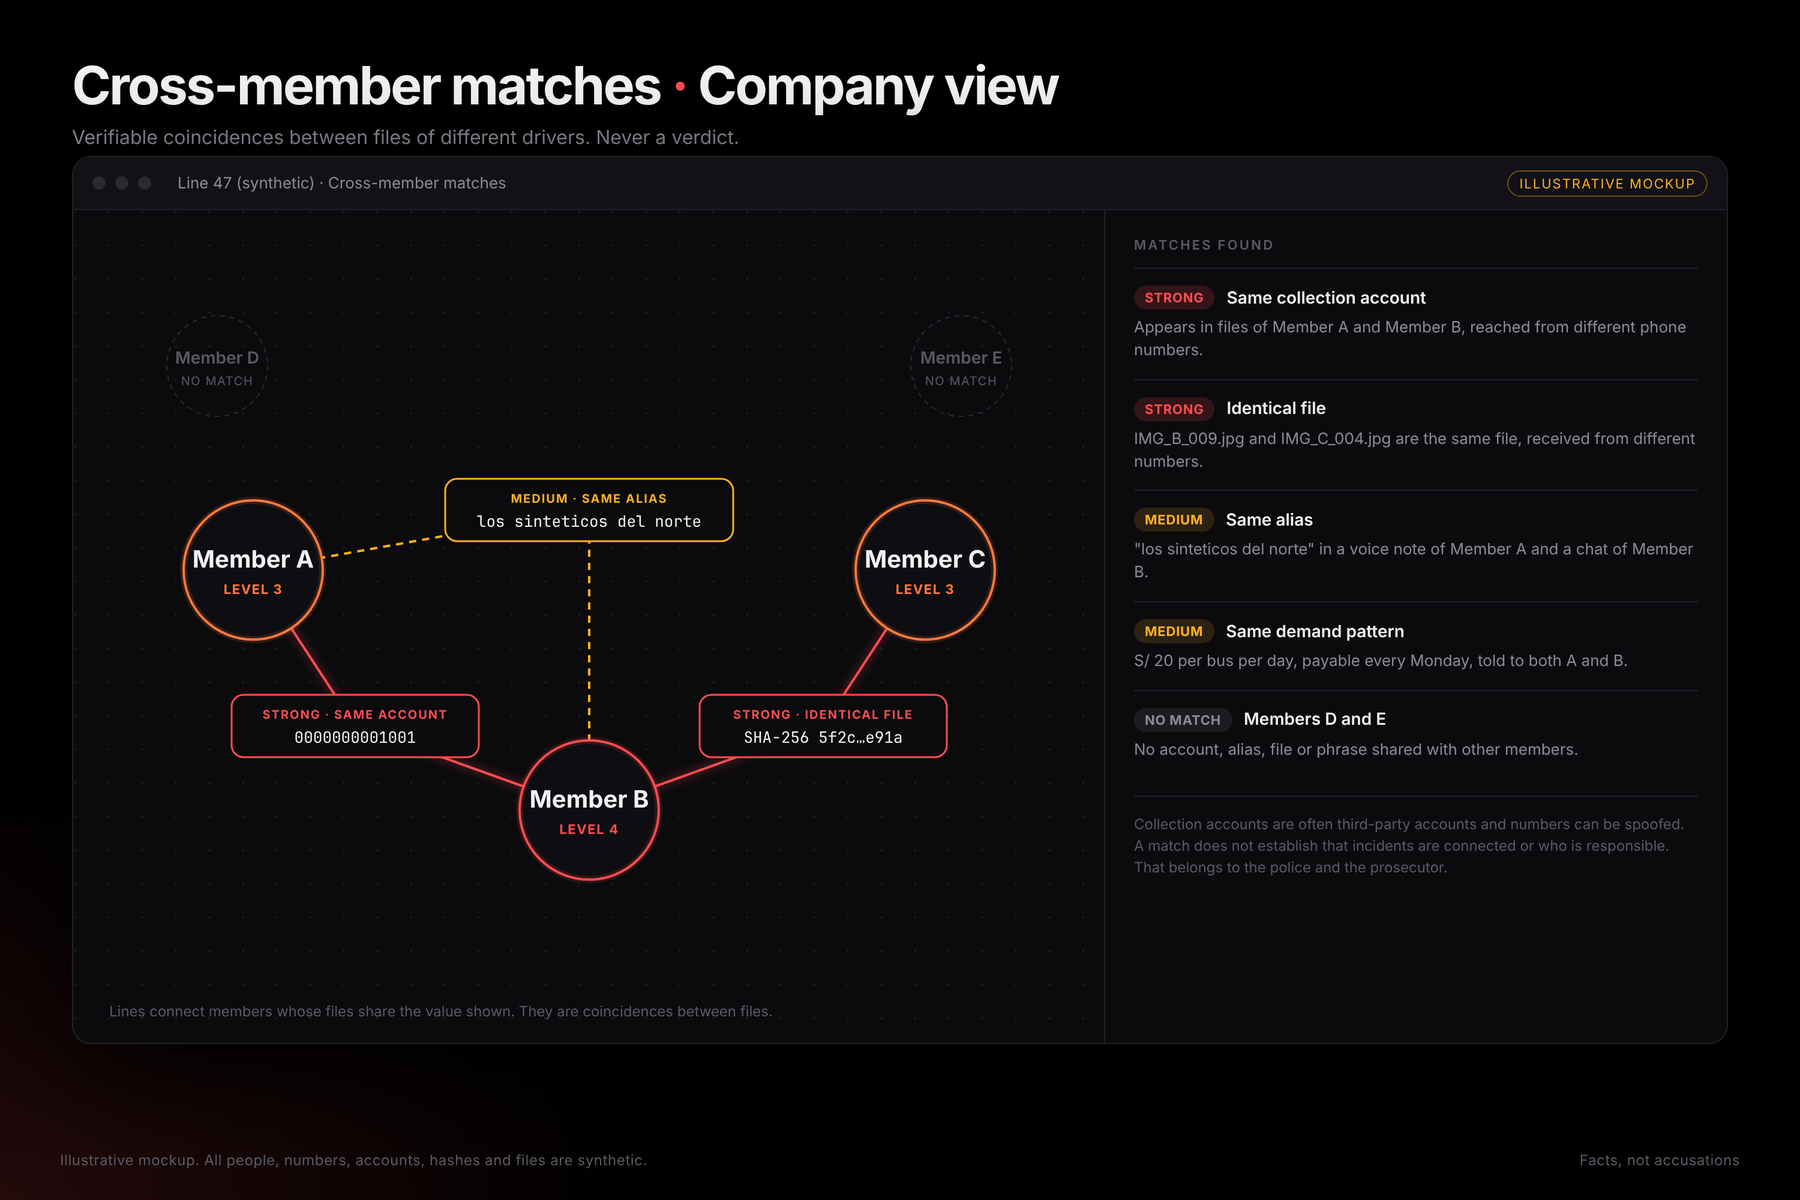 Cross-member matches · Company view
Verifiable coincidences between files of different drivers. Never a verdict.
Line 47 (synthetic) · Cross-member matches
ILLUSTRATIVE MOCKUP
Member D
NO MATCH
Member E
NO MATCH
MEDIUM · SAME ALIAS
los sinteticos del norte
Member A
LEVEL 3
Member C
LEVEL 3
STRONG · SAME ACCOUNT
0000000001001
STRONG · IDENTICAL FILE
SHA-256 5f2c…e91a
Member B
LEVEL 4
Lines connect members whose files share the value shown. They are coincidences between files.
MATCHES FOUND
STRONG Same collection account
Appears in files of Member A and Member B, reached from different phone
numbers.
STRONG Identical file
IMG_B_009.jpg and IMG_C_004.jpg are the same file, received from different
numbers.
MEDIUM Same alias
"los sinteticos del norte" in a voice note of Member A and a chat of Member
B.
MEDIUM Same demand pattern
S/ 20 per bus per day, payable every Monday, told to both A and B.
NO MATCH Members D and E
No account, alias, file or phrase shared with other members.
Collection accounts are often third-party accounts and numbers can be spoofed.
A match does not establish that incidents are connected or who is responsible.
That belongs to the police and the prosecutor.
Illustrative mockup. All people, numbers, accounts, hashes and files are synthetic.
Facts, not accusations